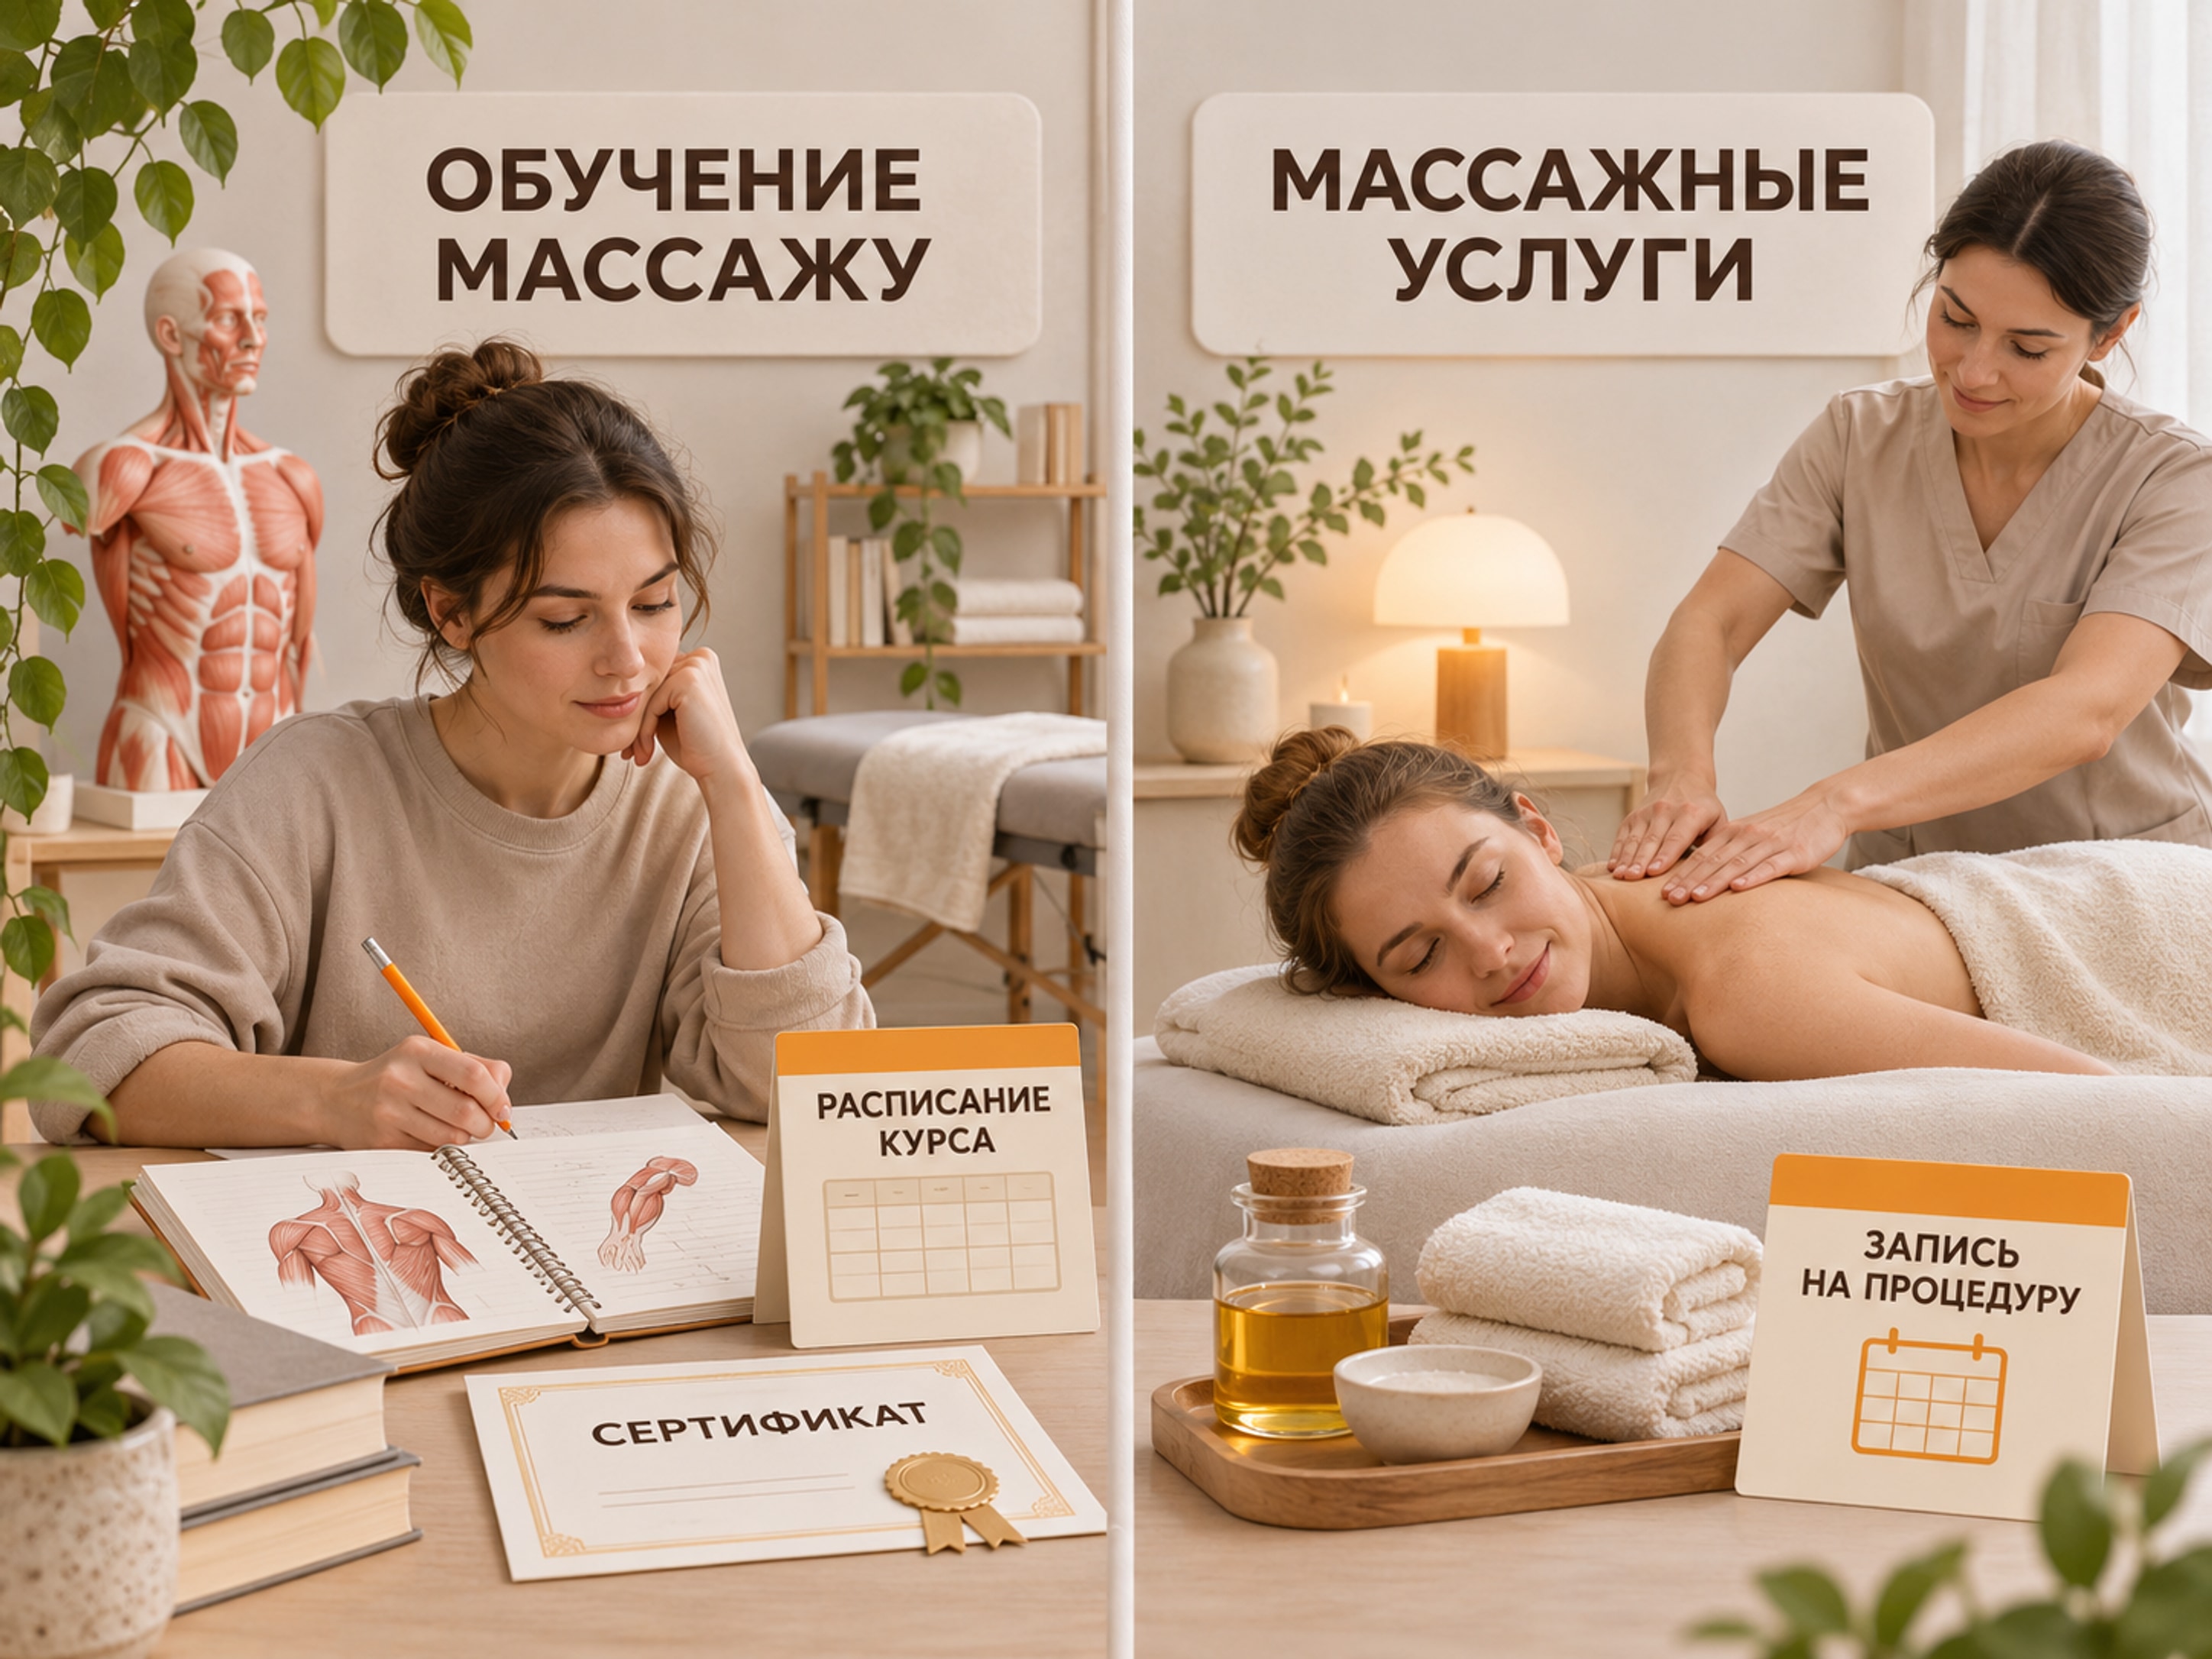 ОБУЧЕНИЕ
МАССАЖУ
РАСПИСАНИЕ
КУРСА
СЕРТИФИКАТ
МАССАЖНЫЕ
УСЛУГИ
ЗАПИСЬ
НА ПРОЦЕДУРУ